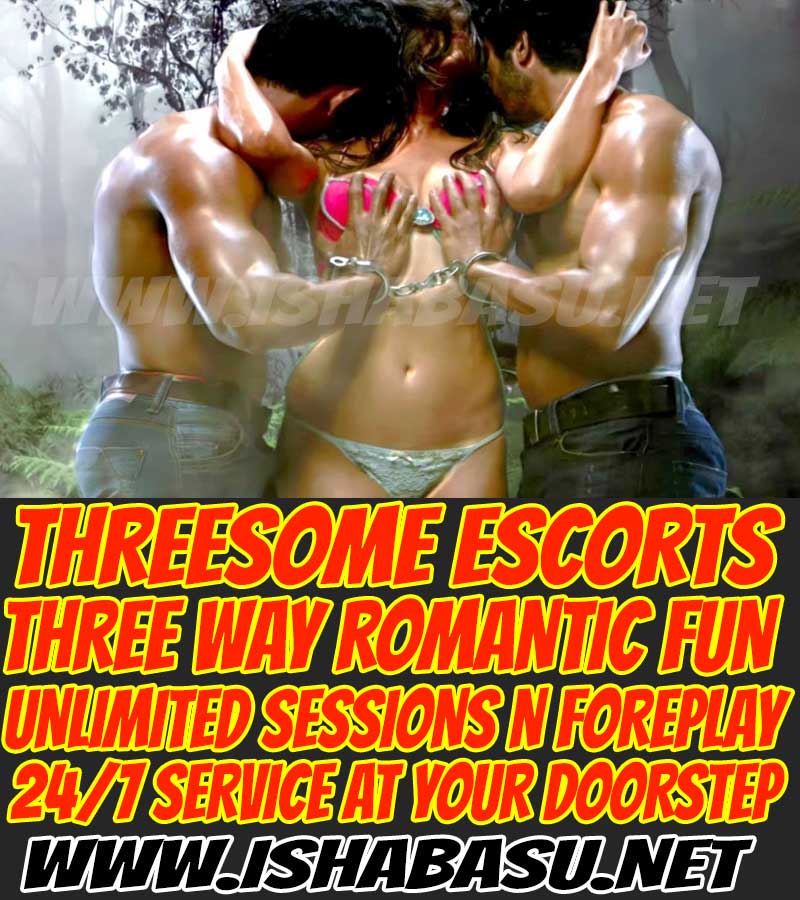 WWW.ISHABASU.NET
THREESOME ESCORTS
THREE WAY ROMANTIC FUN
UNLIMITED SESSIONS N FOREPLAY
24/7 SERVICE AT YOUR DOORSTEP
WWW.ISHABASU.NET